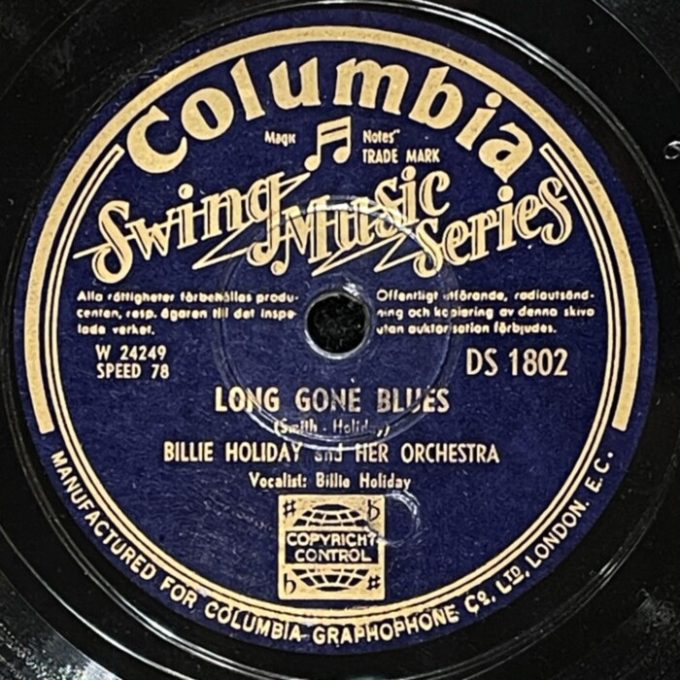 Columbia
Magic Notes"
TRADE MARK
Swing Music Series
Alla rättigheter förbehållas produ-
centen, resp. ägaren till det inspe-
lade verket.
Offentligt utförande, radioutsänd-
ning och kopiering av denna skiva
utan auktorisation förbjudes.
W 24249
SPEED 78
DS 1802
LONG GONE BLUES
(Smith - Holiday)
BILLIE HOLIDAY and HER ORCHESTRA
Vocalist: Billie Holiday
COPYRIGHT
CONTROL
MANUFACTURED FOR COLUMBIA GRAPHOPHONE Co. LTD, LONDON. E.C.